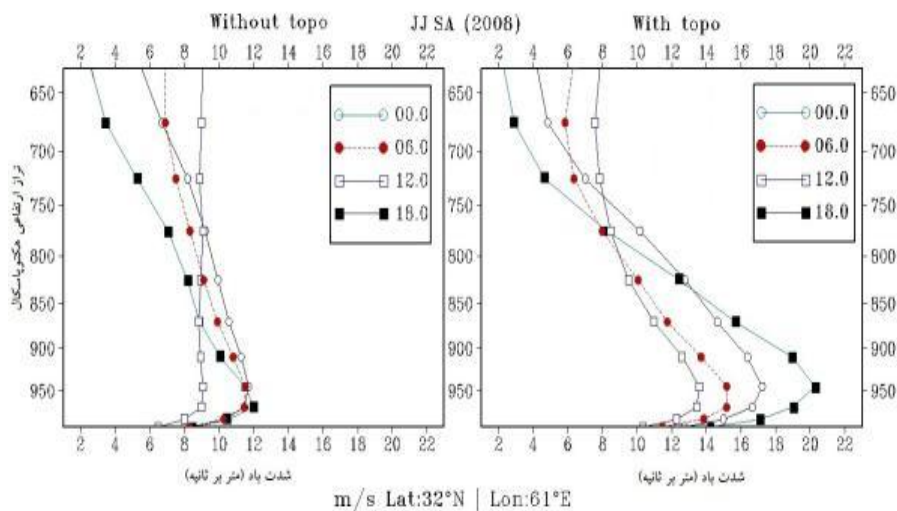 Without topo JJSA (2008) With topo
2 4 6 8 10 12 14 16 18 20 22
2 4 6 8 10 12 14 16 18 20 22
650
700
750
800
850
900
950
تراز ارتفاعی هکتوپاسکال
00.0
06.0
12.0
18.0
00.0
06.0
12.0
18.0
650
700
750
800
850
900
950
2 4 6 8 10 12 14 16 18 20 22
2 4 6 8 10 12 14 16 18 20 22
شدت باد (متر بر ثانیه)
شدت باد (متر بر ثانیه)
m/s Lat:32°N | Lon:61°E